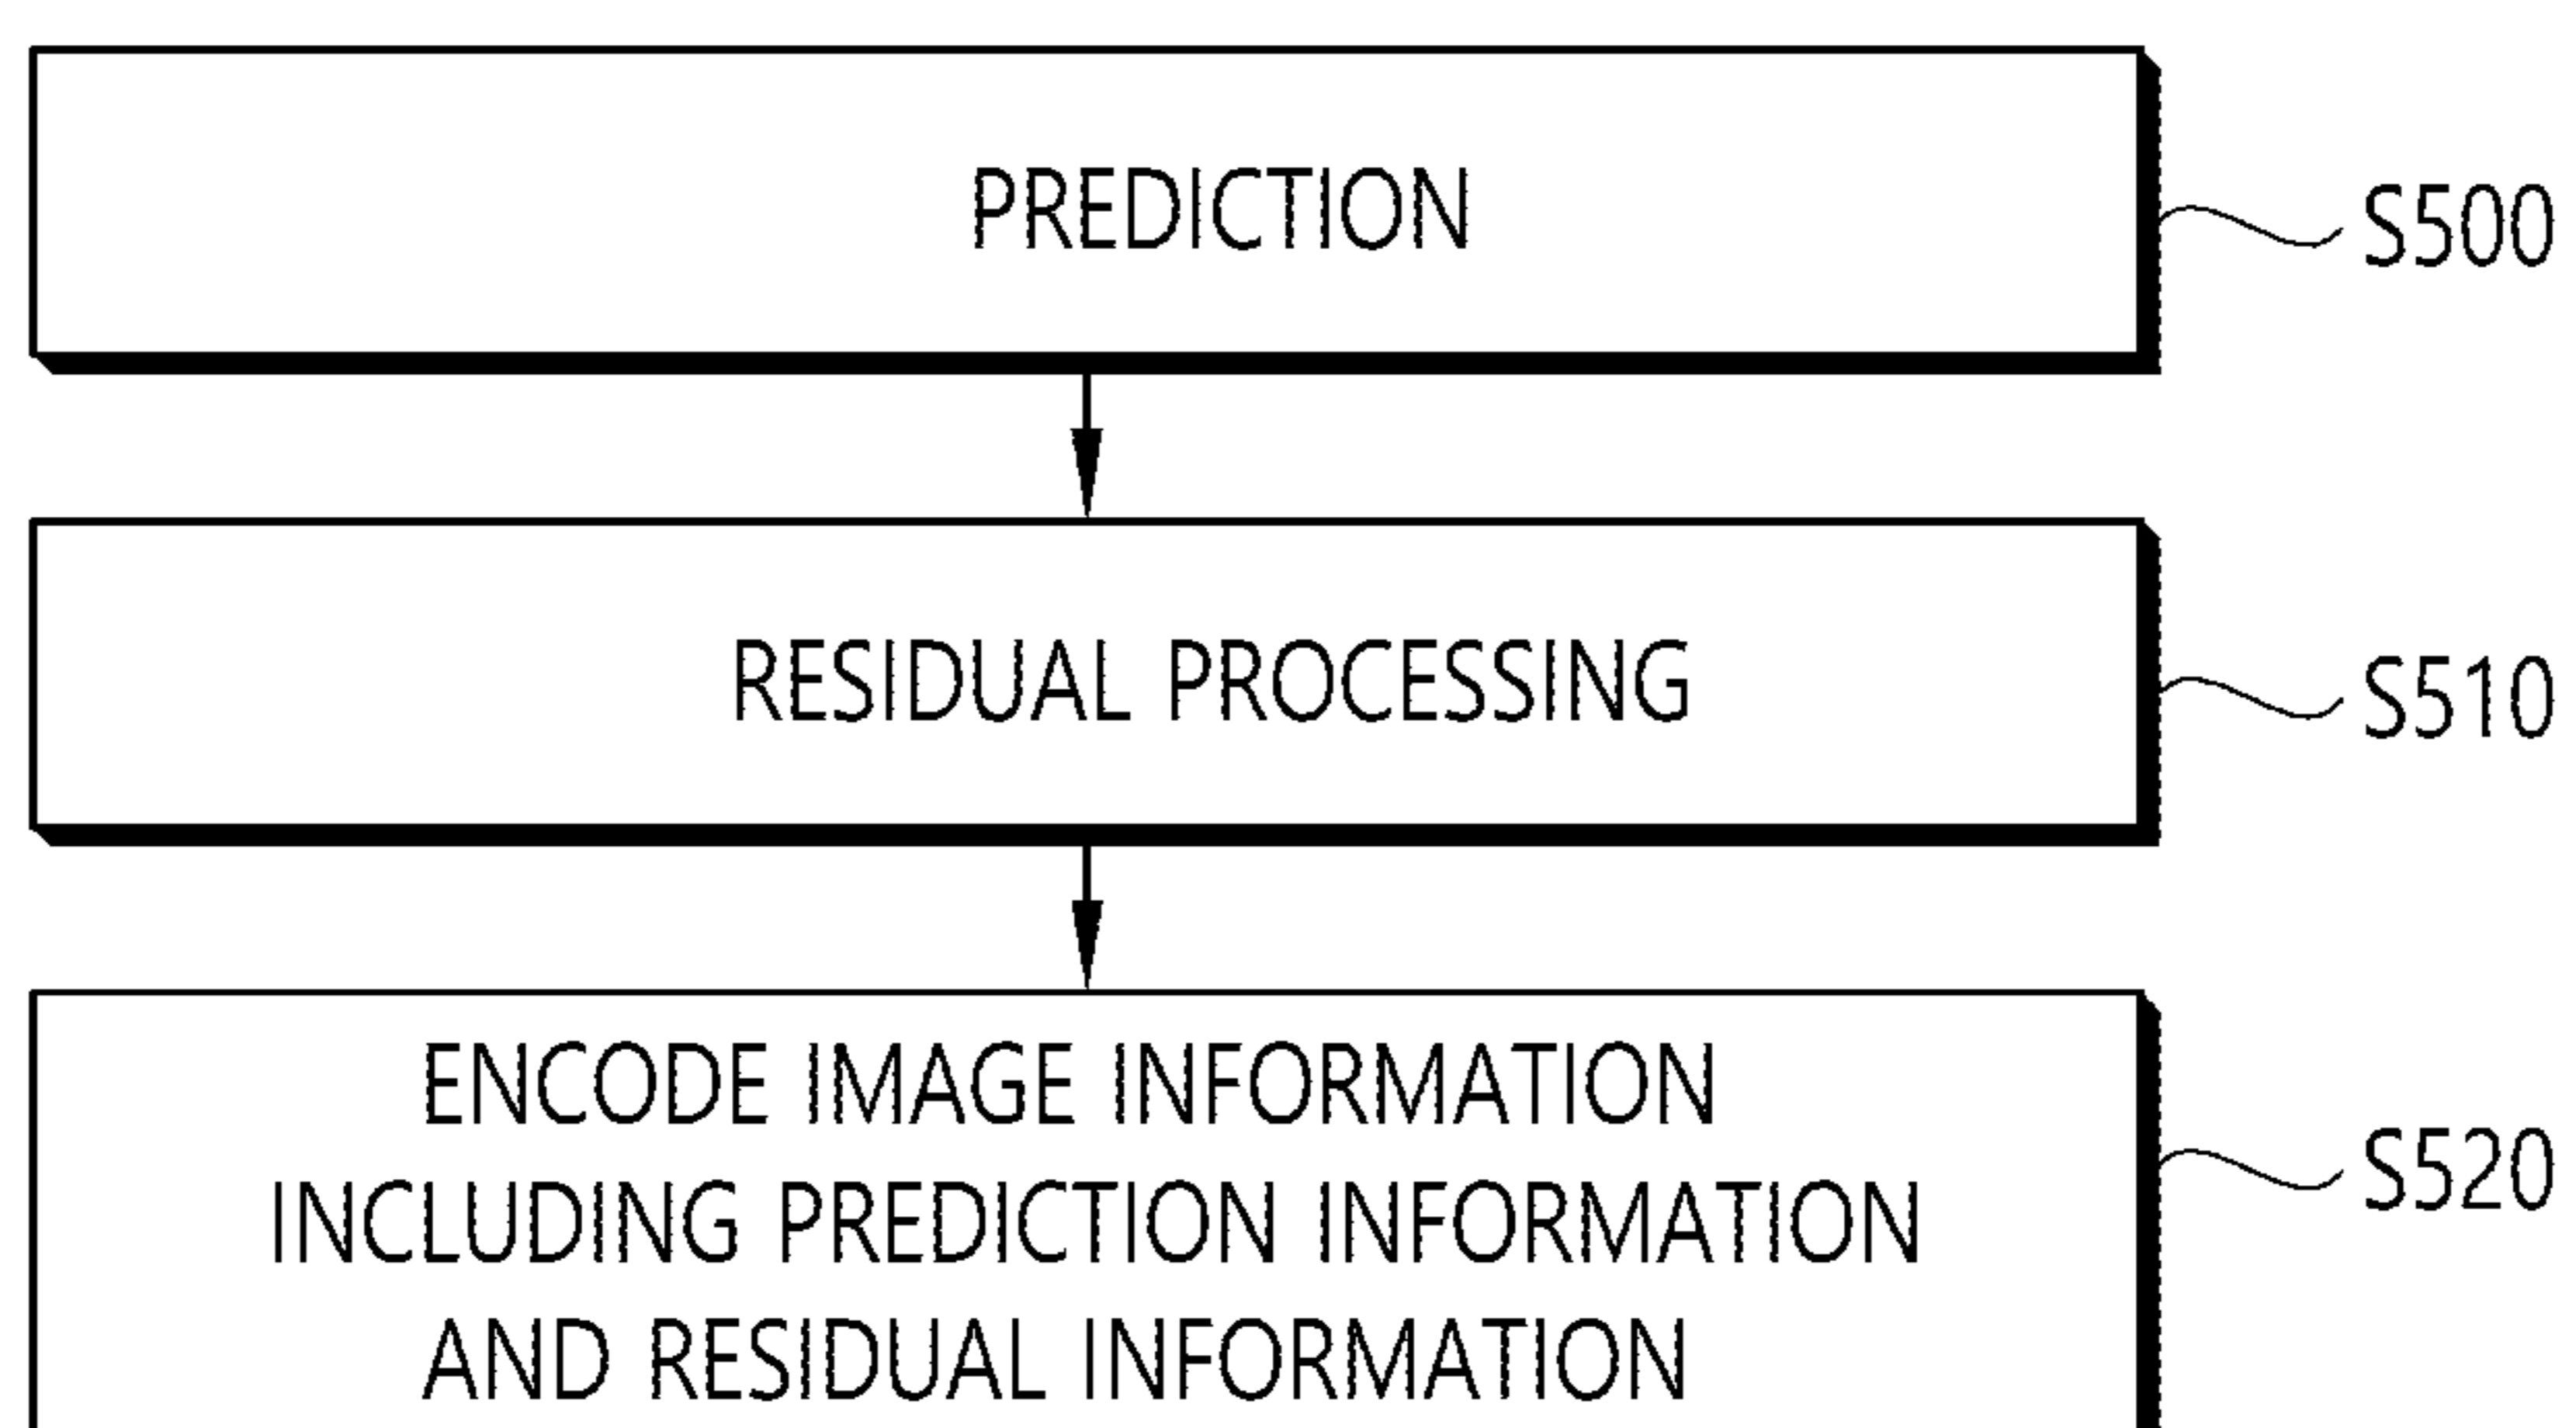 PREDICTION
S500
RESIDUAL PROCESSING
S510
ENCODE IMAGE INFORMATION
INCLUDING PREDICTION INFORMATION
AND RESIDUAL INFORMATION
S520